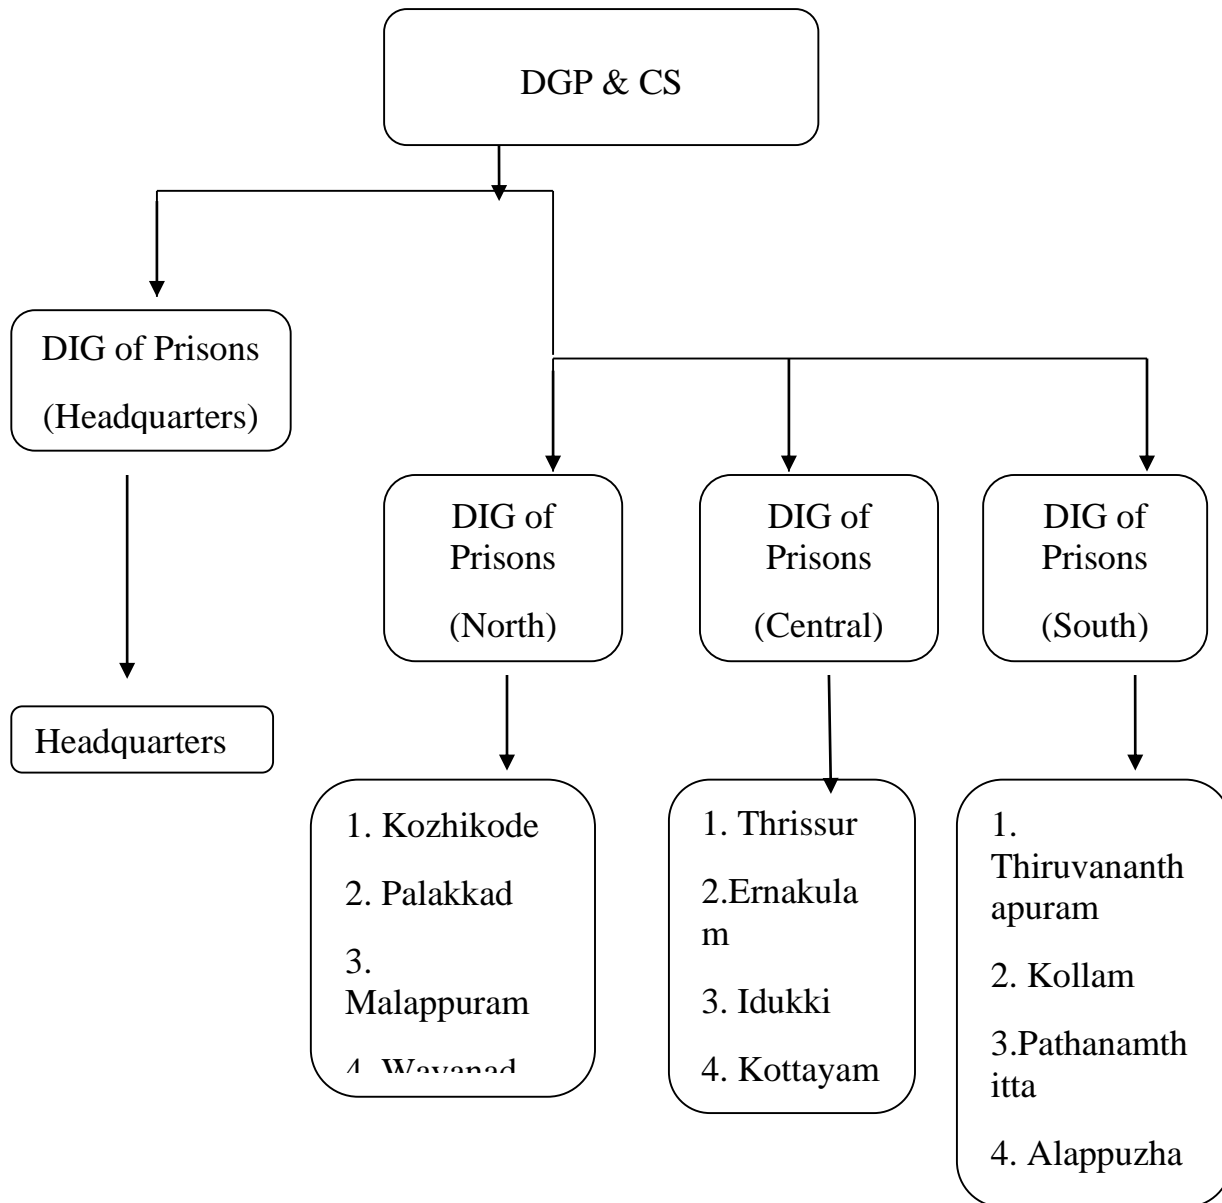 DGP & CS
DIG of Prisons
(Headquarters)
Headquarters
DIG of
Prisons
(North)
DIG of
Prisons
(Central)
DIG of
Prisons
(South)
1. Kozhikode
2. Palakkad
3.
Malappuram
4. Wayanad
1. Thrissur
2.Ernakula
m
3. Idukki
4. Kottayam
1.
Thiruvananth
apuram
2. Kollam
3.Pathanamth
itta
4. Alappuzha